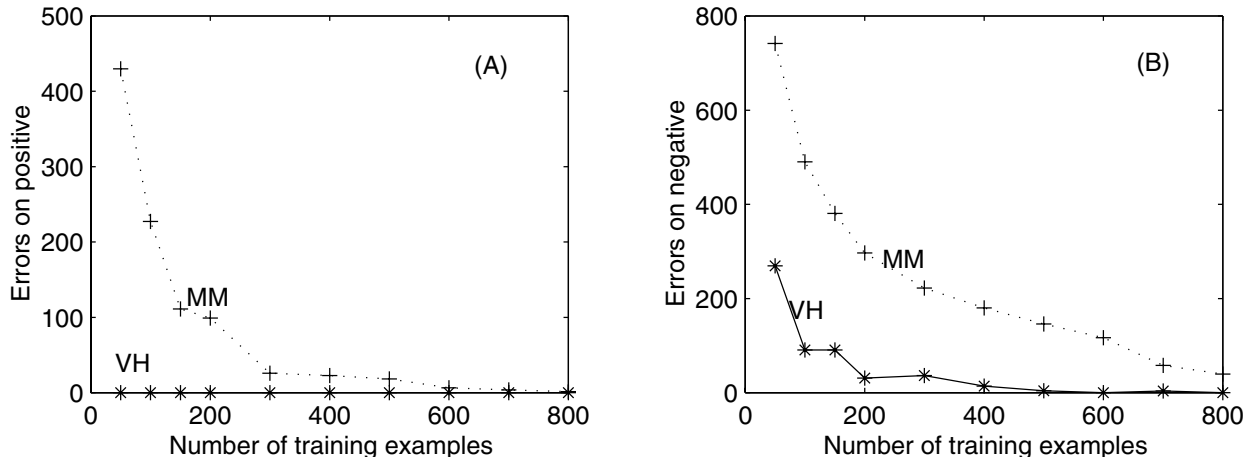 500
400
300
200
100
0
Errors on positive
(A)
MM
VH
0 200 400 600 800
Number of training examples
800
600
400
200
0
Errors on negative
(B)
MM
VH
0 200 400 600 800
Number of training examples